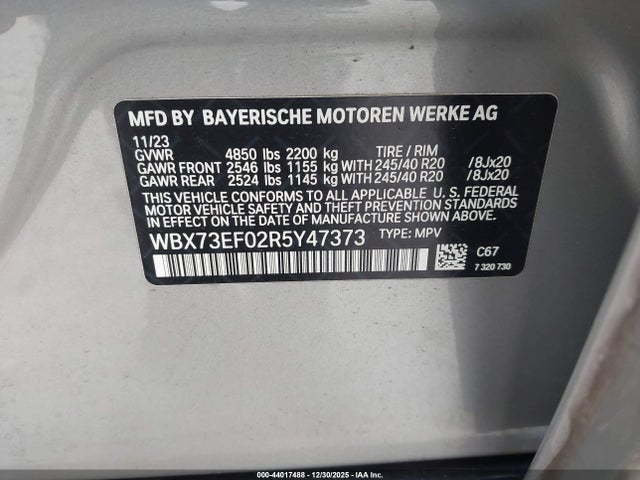 MFD BY BAYERISCHE MOTOREN WERKE AG
11/23
GVWR 4850 lbs 2200 kg TIRE / RIM
GAWR FRONT 2546 lbs 1155 kg WITH 245/40 R20 /8Jx20
GAWR REAR 2524 lbs 1145 kg WITH 245/40 R20 /8Jx20
THIS VEHICLE CONFORMS TO ALL APPLICABLE U. S. FEDERAL
MOTOR VEHICLE SAFETY, BUMPER, AND THEFT PREVENTION
STANDARDS IN EFFECT ON THE DATE OF MANUFACTURE SHOWN ABOVE.
WBX73EF02R5Y47373 TYPE: MPV
C67
7 320 730
© 44017488 - 12/30/2025 - IAA Inc.